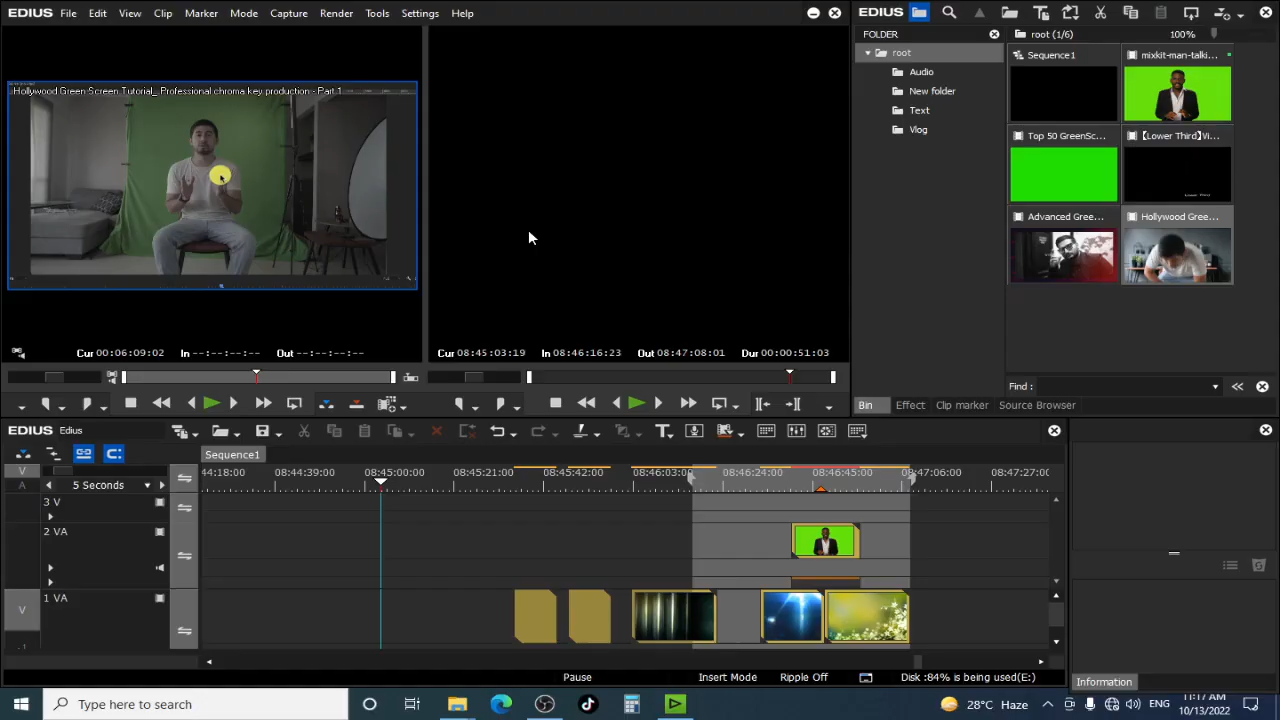 EDIUS File Edit View Clip Marker Mode Capture Render Tools Settings Help
Hollywood Green Screen Tutorial_ Professional chroma key production - Part 1
Cur 00:06:09:02 In --:--:--:-- Out --:--:--:--
Cur 08:45:03:19 In 08:46:16:23 Out 08:47:08:01 Dur 00:00:51:03
EDIUS
FOLDER
root (1/6) 100%
root
Audio
New folder
Text
Vlog
Sequence1
mixkit-man-talki...
Top 50 GreenSc...
【Lower Third】Vi...
Advanced Gree...
Hollywood Gree...
Find :
Bin Effect Clip marker Source Browser
EDIUS Edius
Sequence1
V
A
5 Seconds
:44:18:00 08:44:39:00 08:45:00:00 08:45:21:00 08:45:42:00 08:46:03:00 08:46:24:00 08:46:45:00 08:47:06:00 08:47:27:00
3 V
2 VA
1 VA
V
Pause Insert Mode Ripple Off Disk :84% is being used(E:)
Information
Type here to search
28°C Haze
11:17 AM
10/13/2022